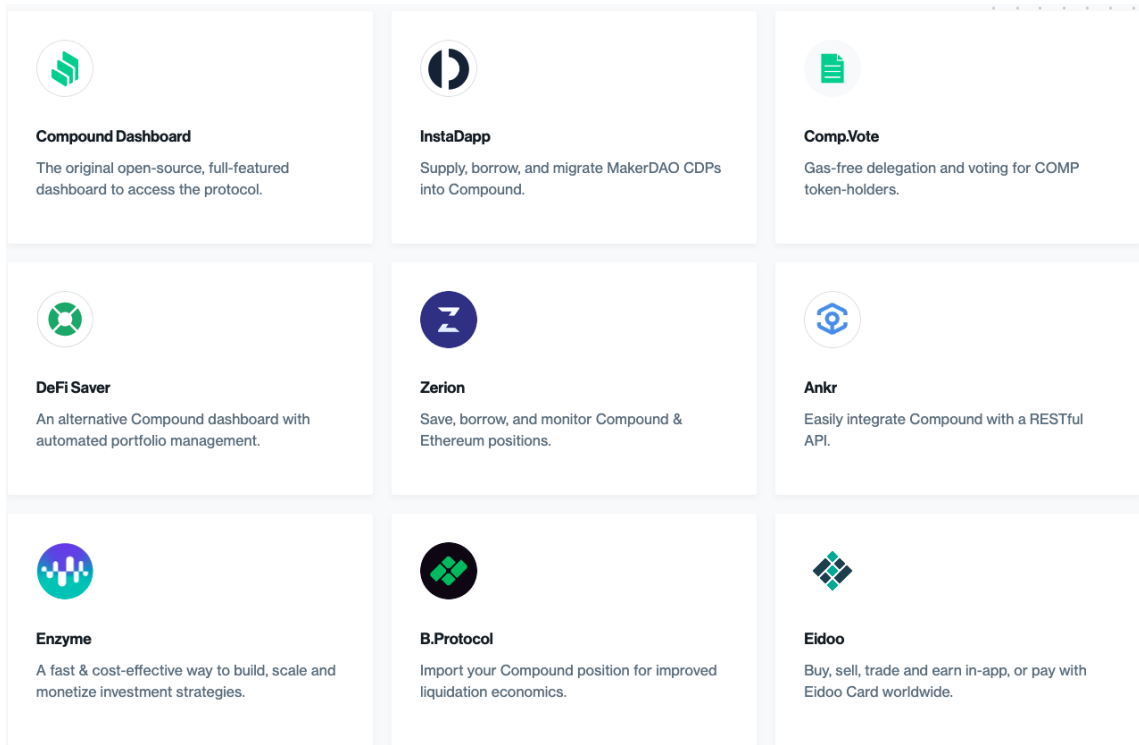 Compound Dashboard
The original open-source, full-featured
dashboard to access the protocol.
InstaDapp
Supply, borrow, and migrate MakerDAO CDPs
into Compound.
Comp.Vote
Gas-free delegation and voting for COMP
token-holders.
DeFi Saver
An alternative Compound dashboard with
automated portfolio management.
Zerion
Save, borrow, and monitor Compound &
Ethereum positions.
Ankr
Easily integrate Compound with a RESTful
API.
Enzyme
A fast & cost-effective way to build, scale and
monetize investment strategies.
B.Protocol
Import your Compound position for improved
liquidation economics.
Eidoo
Buy, sell, trade and earn in-app, or pay with
Eidoo Card worldwide.